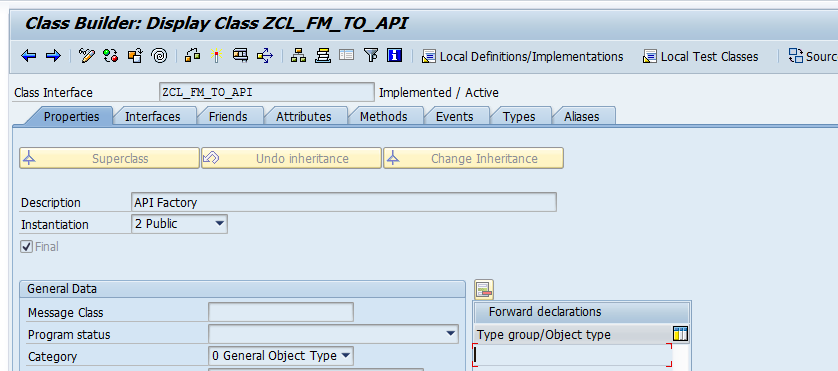 Class Builder: Display Class ZCL_FM_TO_API
Local Definitions/Implementations Local Test Classes Sourc
Class Interface ZCL_FM_TO_API Implemented / Active
Properties Interfaces Friends Attributes Methods Events Types Aliases
Superclass Undo inheritance Change Inheritance
Description API Factory
Instantiation 2 Public
Final
General Data
Message Class
Forward declarations
Program status
Type group/Object type
Category 0 General Object Type